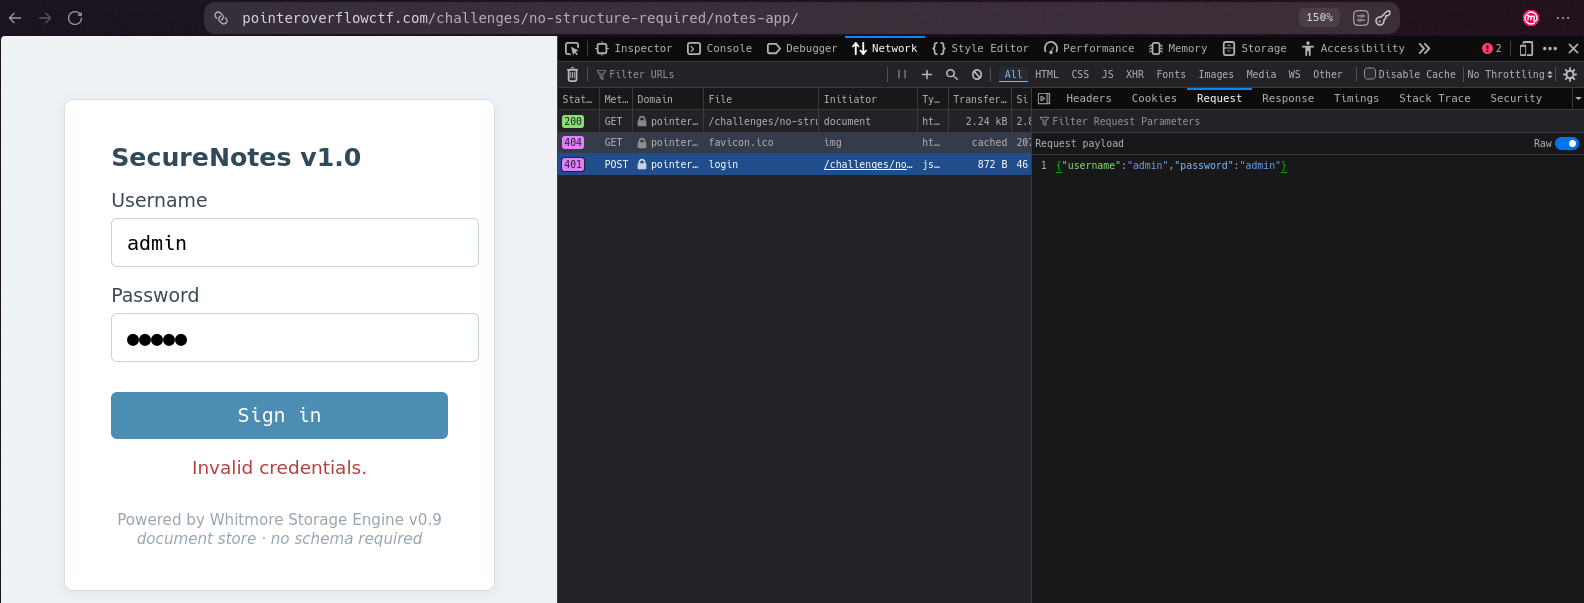 pointeroverflowctf.com/challenges/no-structure-required/notes-app/
150%
SecureNotes v1.0
Username
admin
Password
●●●●●
Sign in
Invalid credentials.
Powered by Whitmore Storage Engine v0.9
document store · no schema required
Inspector Console Debugger Network Style Editor Performance Memory Storage Accessibility 2
Filter URLs All HTML CSS JS XHR Fonts Images Media WS Other Disable Cache No Throttling
Stat… Met… Domain File Initiator Ty… Transfer… Si
200 GET pointer… /challenges/no-stru document ht… 2.24 kB 2.8
404 GET pointer… favicon.ico img ht… cached 207
401 POST pointer… login /challenges/no… js… 872 B 46
Headers Cookies Request Response Timings Stack Trace Security
Filter Request Parameters
Request payload Raw
1 {"username":"admin","password":"admin"}